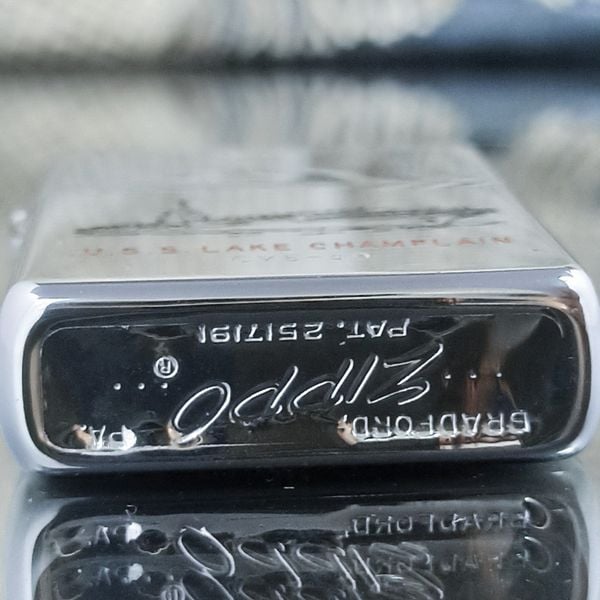 U.S.S LAKE CHAMPLAIN
BRADFORD, PA.
Zippo ®
PAT. 2517191